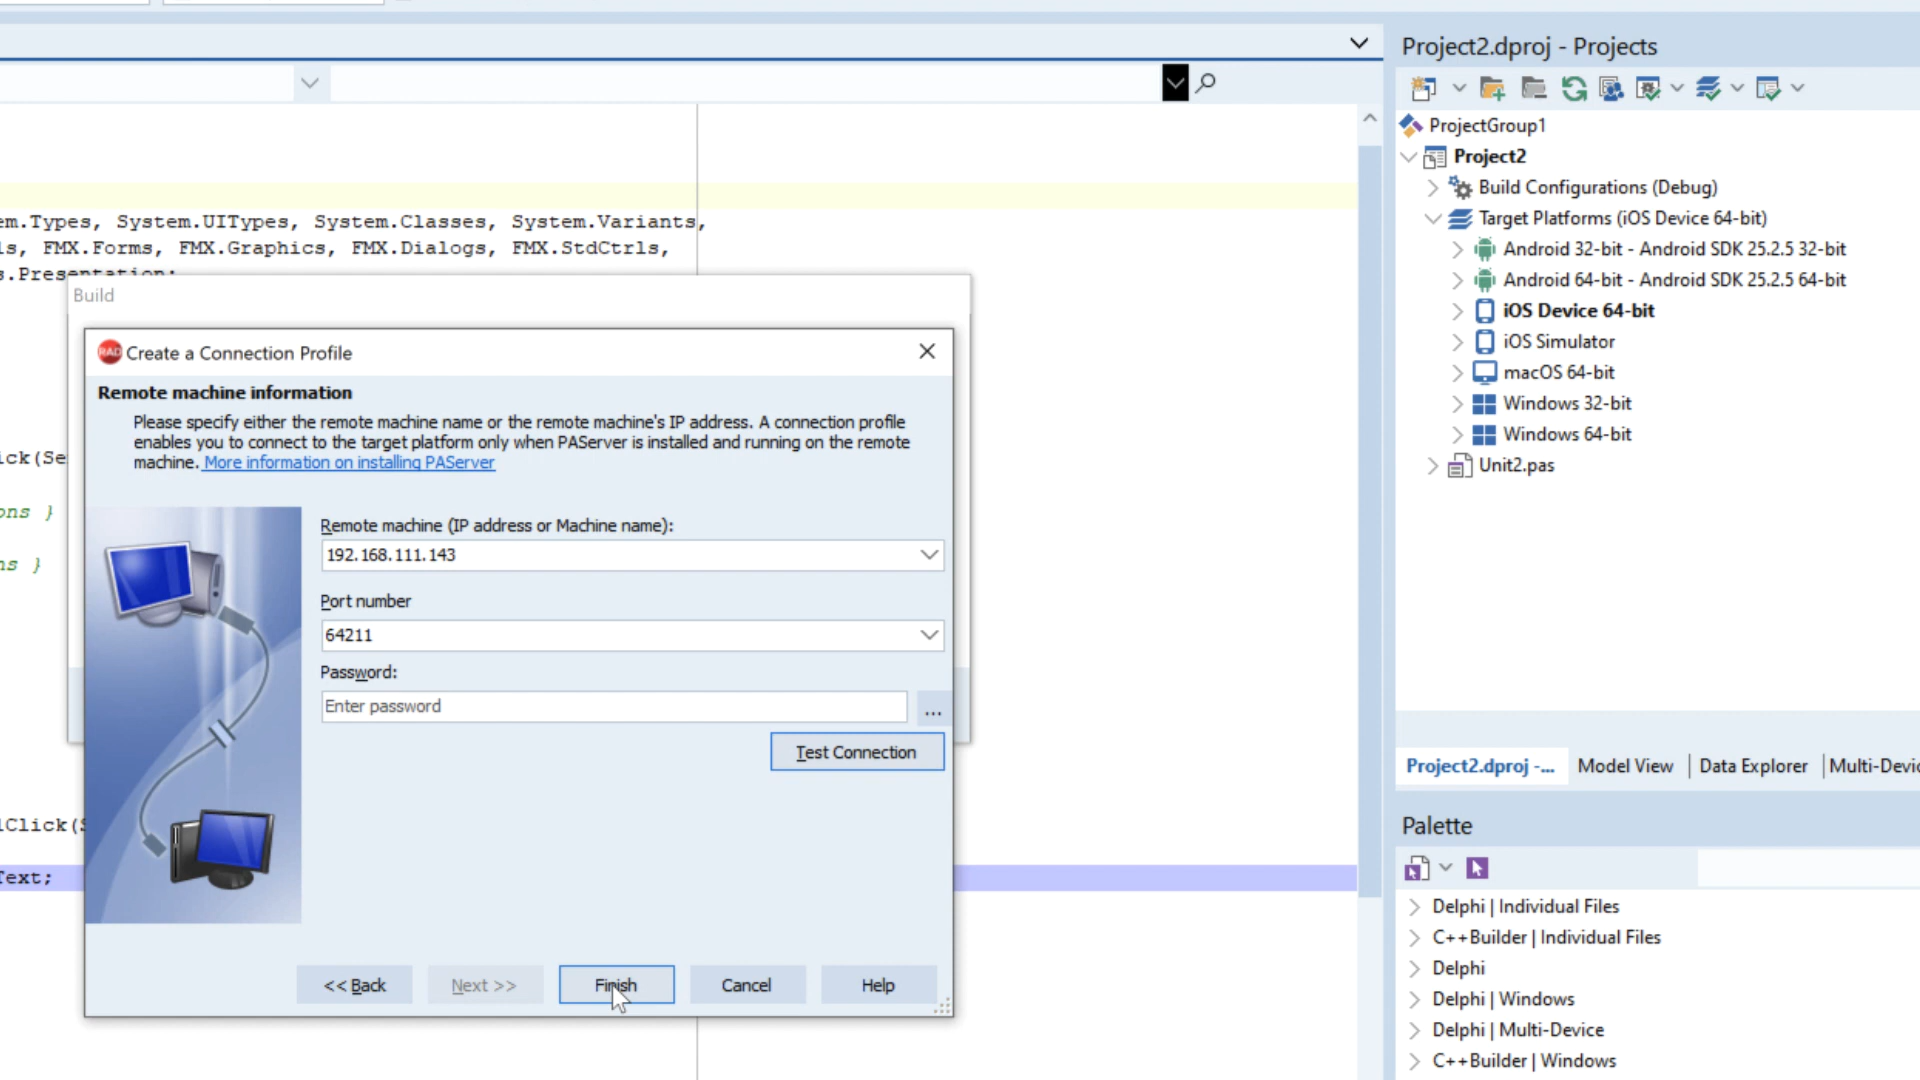 Project2.dproj - Projects
ProjectGroup1
Project2
Build Configurations (Debug)
Target Platforms (iOS Device 64-bit)
Android 32-bit - Android SDK 25.2.5 32-bit
Android 64-bit - Android SDK 25.2.5 64-bit
iOS Device 64-bit
iOS Simulator
macOS 64-bit
Windows 32-bit
Windows 64-bit
Unit2.pas
em.Types, System.UITypes, System.Classes, System.Variants,
ls, FMX.Forms, FMX.Graphics, FMX.Dialogs, FMX.StdCtrls,
s.Presentation;
ick(Se
ons }
ns }
lClick(S
Text;
Build
RAD Create a Connection Profile
Remote machine information
Please specify either the remote machine name or the remote machine's IP address. A connection profile
enables you to connect to the target platform only when PAServer is installed and running on the remote
machine. More information on installing PAServer
Remote machine (IP address or Machine name):
192.168.111.143
Port number
64211
Password:
Enter password
...
Test Connection
<< Back
Next >>
Finish
Cancel
Help
Project2.dproj -...
Model View
Data Explorer
Multi-Devic
Palette
Delphi | Individual Files
C++Builder | Individual Files
Delphi
Delphi | Windows
Delphi | Multi-Device
C++Builder | Windows